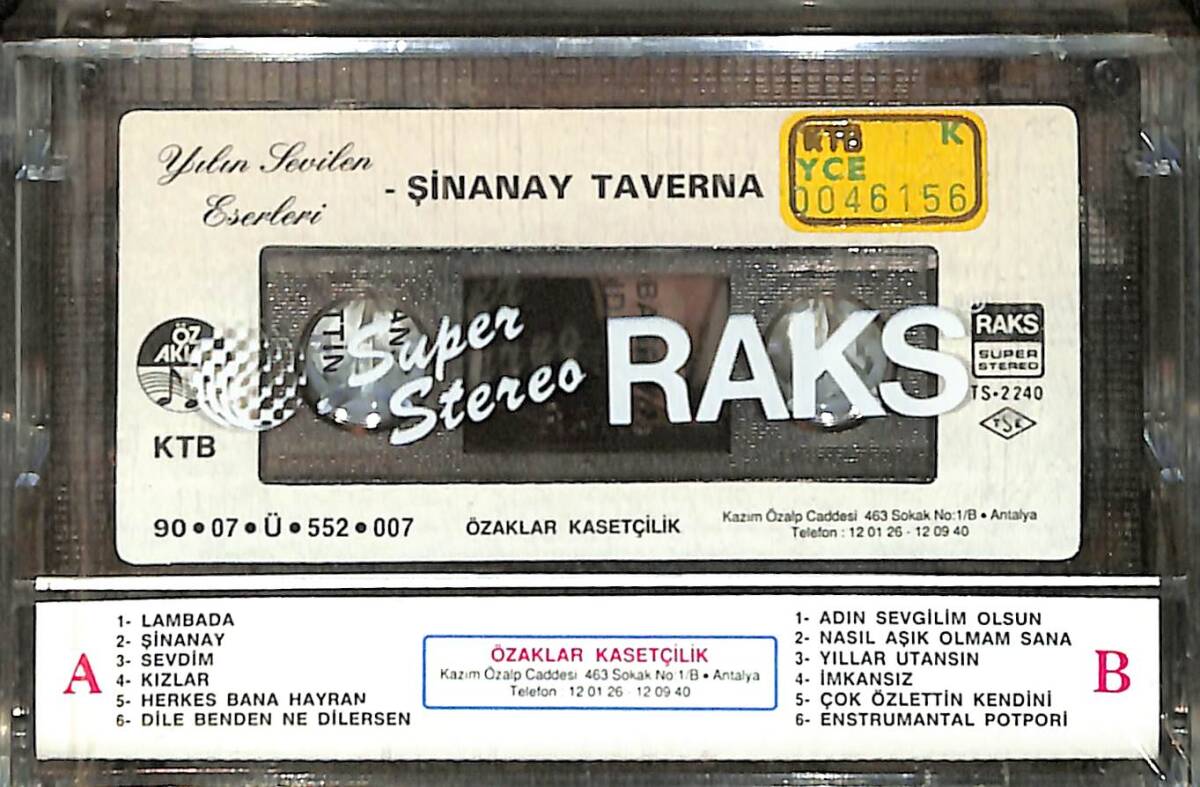 Yılın Sevilen
Eserleri
- ŞİNANAY TAVERNA
KTB K
YCE
0046156
ÖZ
AKI
KTB
Super
Stereo
RAKS
RAKS
SUPER
STEREO
TS•2240
TSE
90•07•Ü•552•007
ÖZAKLAR KASETÇİLİK
Kazım Özalp Caddesi 463 Sokak No:1/B • Antalya
Telefon : 12 01 26 - 12 09 40
A
1- LAMBADA
2- ŞİNANAY
3- SEVDİM
4- KIZLAR
5- HERKES BANA HAYRAN
6- DİLE BENDEN NE DİLERSEN
ÖZAKLAR KASETÇİLİK
Kazım Özalp Caddesi 463 Sokak No:1/B • Antalya
Telefon : 12 01 26 - 12 09 40
1- ADIN SEVGİLİM OLSUN
2- NASIL AŞIK OLMAM SANA
3- YILLAR UTANSIN
4- İMKANSIZ
5- ÇOK ÖZLETTİN KENDİNİ
6- ENSTRUMANTAL POTPORİ
B